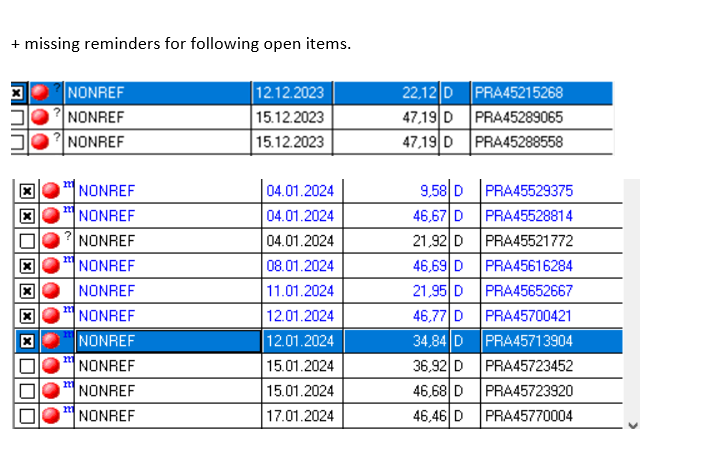 + missing reminders for following open items.
? NONREF 12.12.2023 22,12 D PRA45215268
? NONREF 15.12.2023 47,19 D PRA45289065
? NONREF 15.12.2023 47,19 D PRA45288558
m NONREF 04.01.2024 9,58 D PRA45529375
m NONREF 04.01.2024 46,67 D PRA45528814
? NONREF 04.01.2024 21,92 D PRA45521772
m NONREF 08.01.2024 46,69 D PRA45616284
NONREF 11.01.2024 21,95 D PRA45652667
m NONREF 12.01.2024 46,77 D PRA45700421
m NONREF 12.01.2024 34,84 D PRA45713904
m NONREF 15.01.2024 36,92 D PRA45723452
m NONREF 15.01.2024 46,68 D PRA45723920
m NONREF 17.01.2024 46,46 D PRA45770004